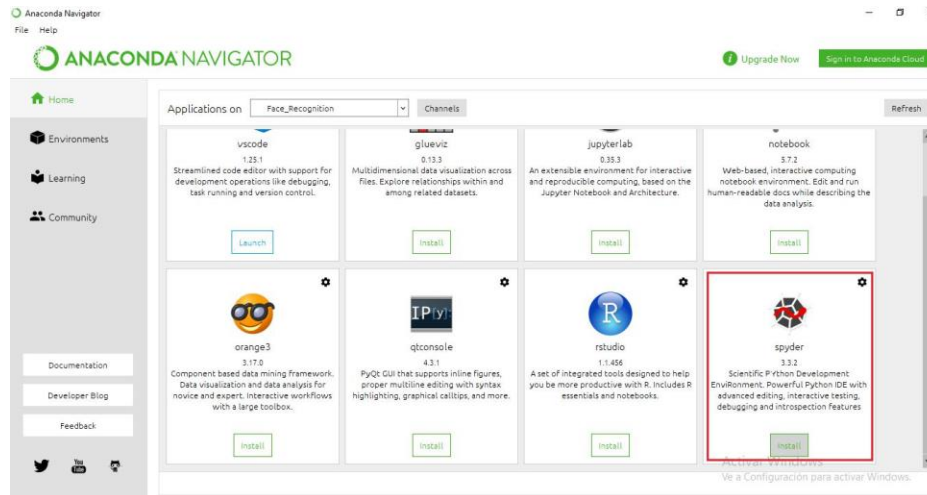 Anaconda Navigator
File Help
ANACONDA NAVIGATOR
i Upgrade Now
Sign in to Anaconda Cloud
Home
Environments
Learning
Community
Documentation
Developer Blog
Feedback
You Tube
Applications on Face_Recognition Channels Refresh
vscode
1.25.1
Streamlined code editor with support for
development operations like debugging,
task running and version control.
Launch
glueviz
0.13.3
Multidimensional data visualization across
files. Explore relationships within and
among related datasets.
Install
jupyterlab
0.35.3
An extensible environment for interactive
and reproducible computing, based on the
Jupyter Notebook and Architecture.
Install
notebook
5.7.2
Web-based, interactive computing
notebook environment. Edit and run
human-readable docs while describing the
data analysis.
Install
orange3
3.17.0
Component based data mining framework.
Data visualization and data analysis for
novice and expert. Interactive workflows
with a large toolbox.
Install
IP[y]:
qtconsole
4.3.1
PyQt GUI that supports inline figures,
proper multiline editing with syntax
highlighting, graphical calltips, and more.
Install
R
rstudio
1.1.456
A set of integrated tools designed to help
you be more productive with R. Includes R
essentials and notebooks.
Install
spyder
3.3.2
Scientific PYthon Development
EnviRonment. Powerful Python IDE with
advanced editing, interactive testing,
debugging and introspection features
Install
Activar Windows
Ve a Configuración para activar Windows.